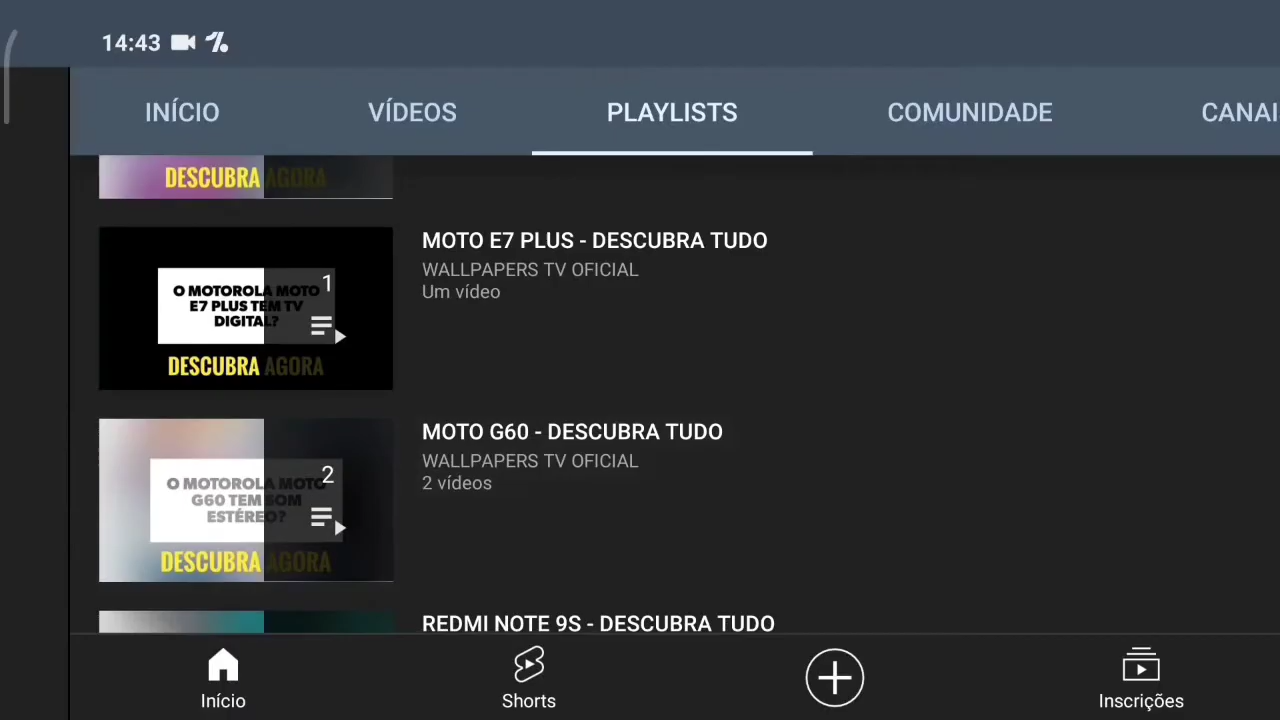 14:43
INÍCIO VÍDEOS PLAYLISTS COMUNIDADE CANAI
DESCUBRA AGORA
MOTO E7 PLUS - DESCUBRA TUDO
WALLPAPERS TV OFICIAL
Um vídeo
1
O MOTOROLA MOTO
E7 PLUS TEM TV
DIGITAL?
DESCUBRA AGORA
MOTO G60 - DESCUBRA TUDO
WALLPAPERS TV OFICIAL
2 vídeos
2
O MOTOROLA MOTO
G60 TEM SOM
ESTÉREO?
DESCUBRA AGORA
REDMI NOTE 9S - DESCUBRA TUDO
Início Shorts Inscrições